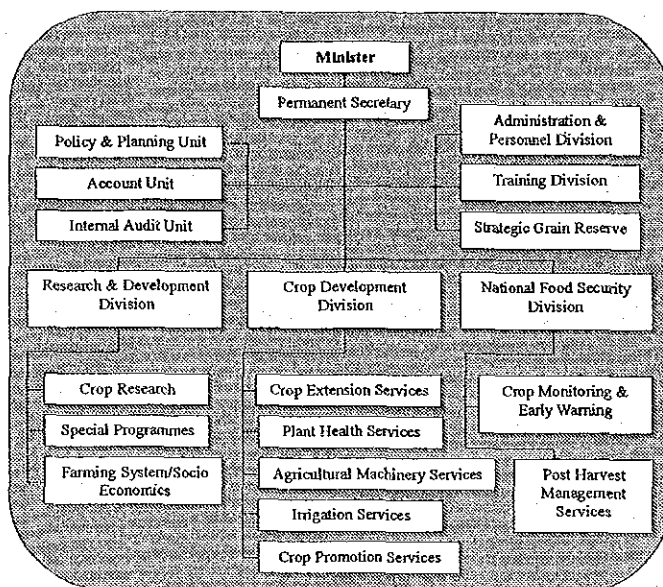 Minister
Permanent Secretary
Policy & Planning Unit
Account Unit
Internal Audit Unit
Administration &
Personnel Division
Training Division
Strategic Grain Reserve
Research & Development
Division
Crop Development
Division
National Food Security
Division
Crop Research
Special Programmes
Farming System/Socio
Economics
Crop Extension Services
Plant Health Services
Agricultural Machinery Services
Irrigation Services
Crop Promotion Services
Crop Monitoring &
Early Warning
Post Harvest
Management
Services